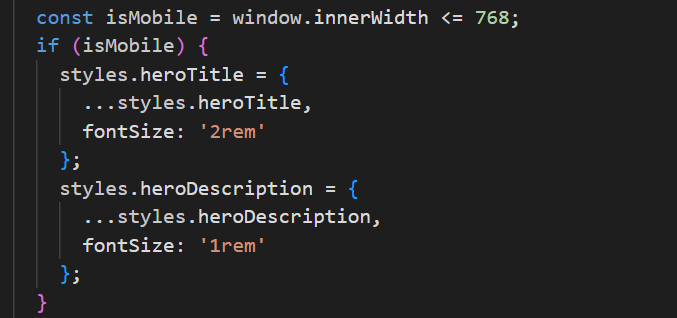 const isMobile = window.innerWidth <= 768;
if (isMobile) {
styles.heroTitle = {
...styles.heroTitle,
fontSize: '2rem'
};
styles.heroDescription = {
...styles.heroDescription,
fontSize: '1rem'
};
}